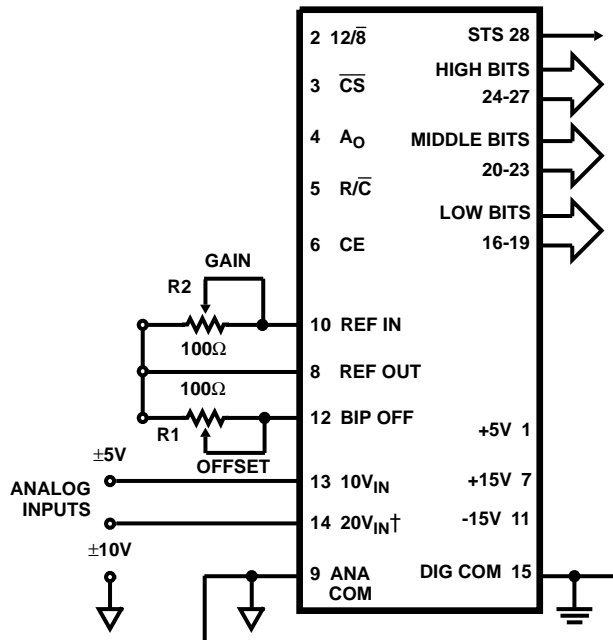 2 12/8̅
STS 28
HIGH BITS
24-27
3 C̅S̅
4 AO
MIDDLE BITS
20-23
5 R/C̅
LOW BITS
16-19
6 CE
GAIN
R2
100Ω
10 REF IN
8 REF OUT
100Ω
R1
OFFSET
12 BIP OFF
+5V 1
±5V
ANALOG
INPUTS
±10V
13 10VIN
+15V 7
14 20VIN†
-15V 11
9 ANA
COM
DIG COM 15